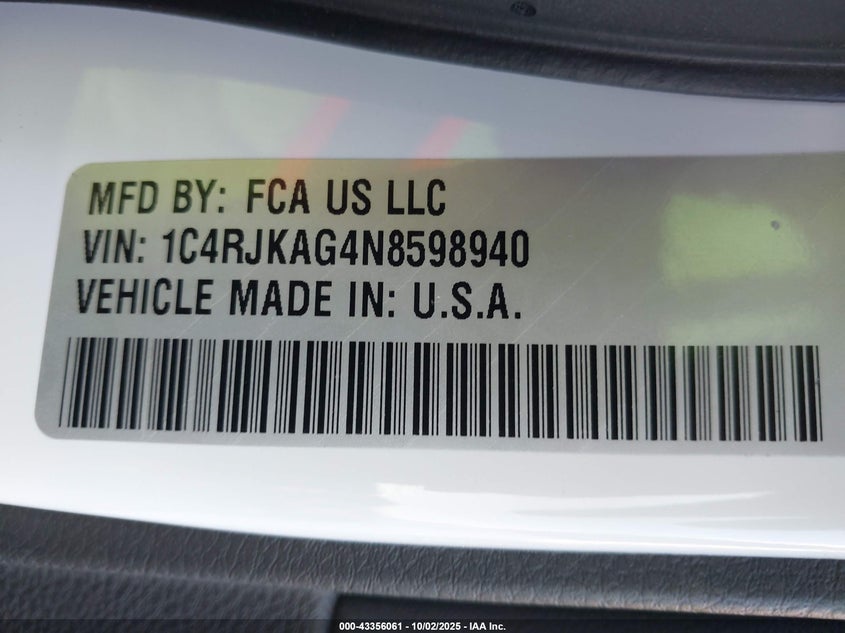 MFD BY: FCA US LLC
VIN: 1C4RJKAG4N8598940
VEHICLE MADE IN: U.S.A.
000-43356061 - 10/02/2025 - IAA Inc.